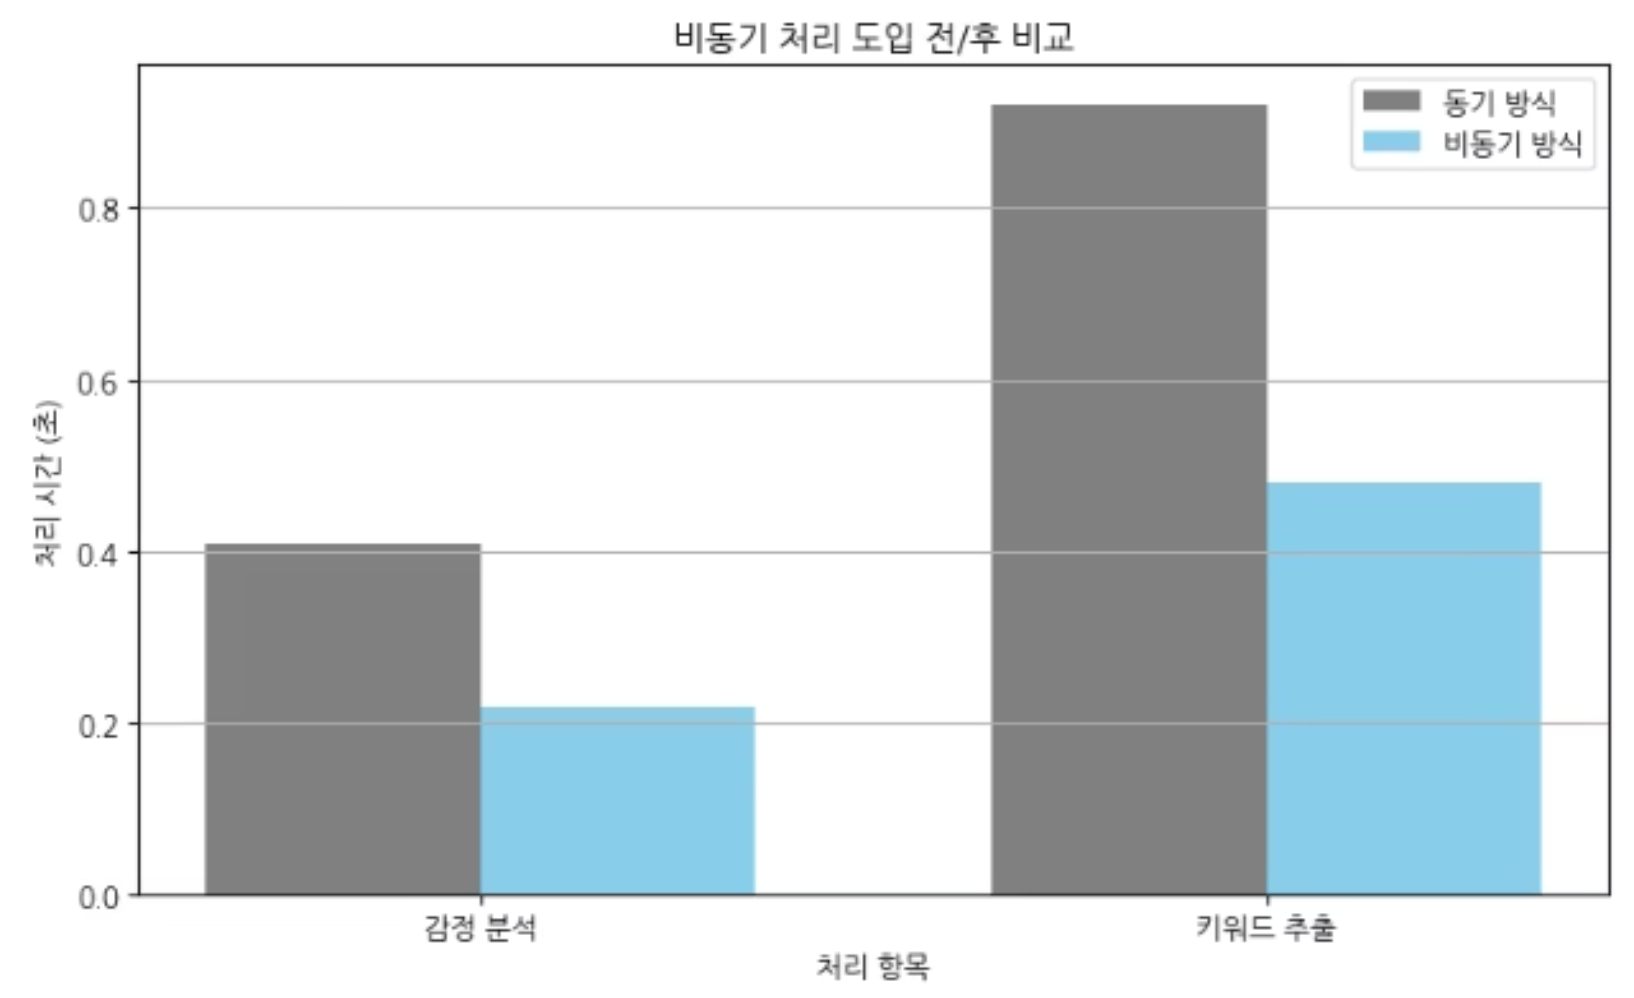 비동기 처리 도입 전/후 비교
동기 방식
비동기 방식
처리 시간 (초)
0.8
0.6
0.4
0.2
0.0
감정 분석
키워드 추출
처리 항목